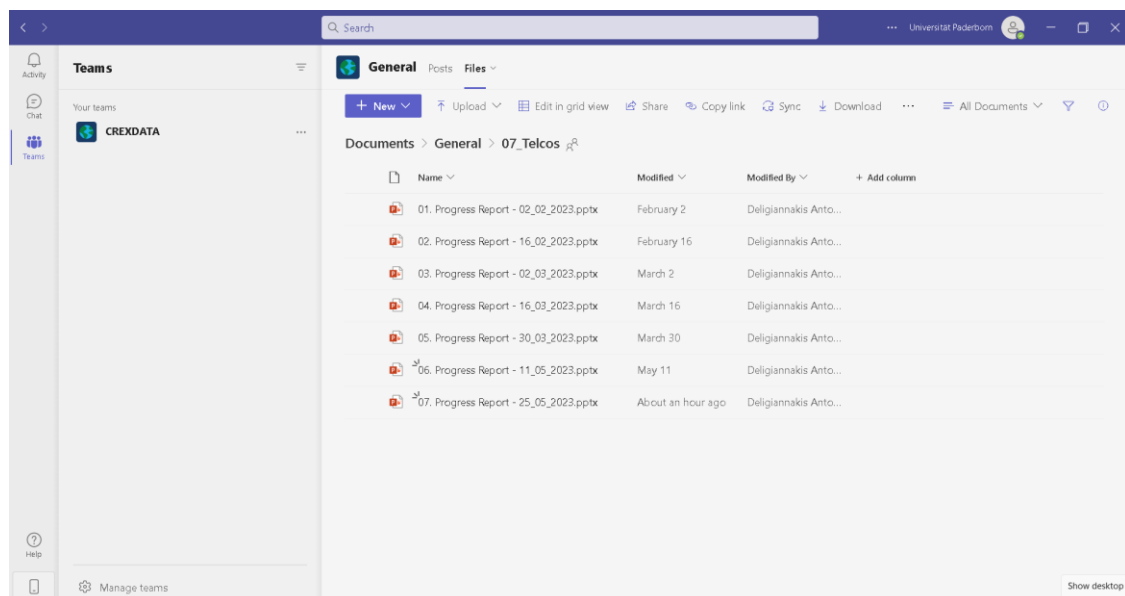 Search
Universität Paderborn
Activity
Chat
Teams
Help
Teams
Your teams
CREXDATA
Manage teams
General Posts Files
New Upload Edit in grid view Share Copy link Sync Download All Documents
Documents > General > 07_Telcos
Name Modified Modified By + Add column
01. Progress Report - 02_02_2023.pptx February 2 Deligiannakis Anto...
02. Progress Report - 16_02_2023.pptx February 16 Deligiannakis Anto...
03. Progress Report - 02_03_2023.pptx March 2 Deligiannakis Anto...
04. Progress Report - 16_03_2023.pptx March 16 Deligiannakis Anto...
05. Progress Report - 30_03_2023.pptx March 30 Deligiannakis Anto...
06. Progress Report - 11_05_2023.pptx May 11 Deligiannakis Anto...
07. Progress Report - 25_05_2023.pptx About an hour ago Deligiannakis Anto...
Show desktop